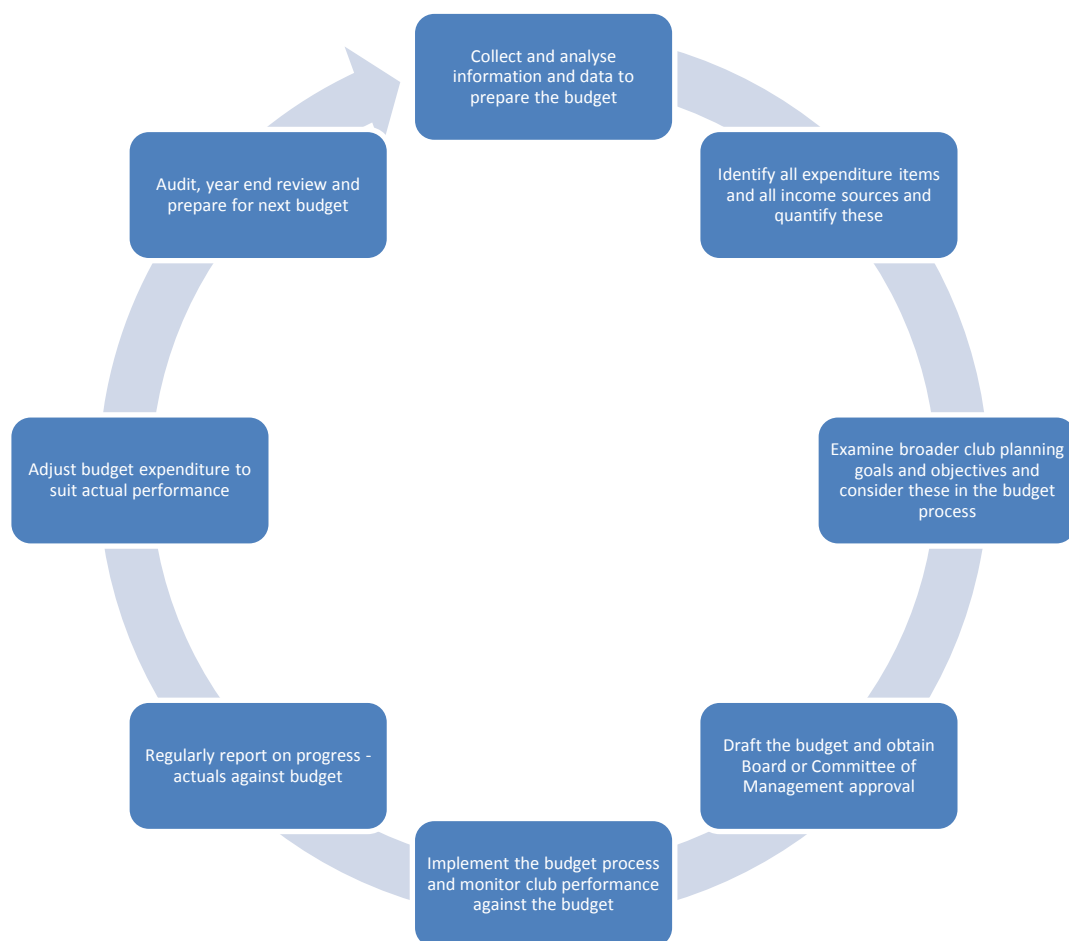 Collect and analyse
information and data to
prepare the budget
Identify all expenditure items
and all income sources and
quantify these
Examine broader club planning
goals and objectives and
consider these in the budget
process
Draft the budget and obtain
Board or Committee of
Management approval
Implement the budget process
and monitor club performance
against the budget
Regularly report on progress -
actuals against budget
Adjust budget expenditure to
suit actual performance
Audit, year end review and
prepare for next budget